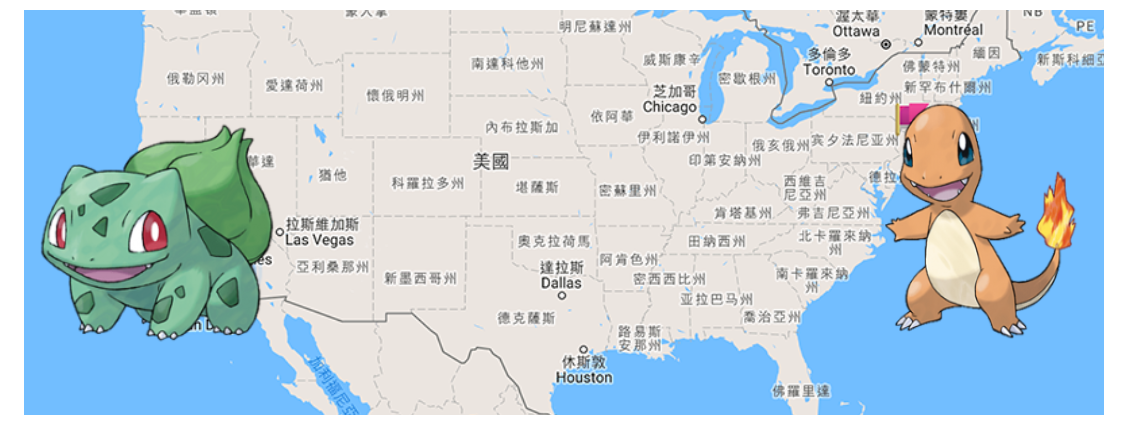 明尼蘇達州
渥太華
Ottawa
蒙特婁
Montréal
NB
PE
緬因
俄勒冈州
愛達荷州
懷俄明州
南達科他州
威斯康辛
密歇根州
多倫多
Toronto
佛蒙特州
新罕布什爾州
紐約州
新斯科細亞
芝加哥
Chicago
內布拉斯加
依阿華
伊利諾伊州
印第安納州
俄亥俄州
宾夕法尼亚州
猶他
科羅拉多州
美國
堪薩斯
密蘇里州
西維吉
尼亞州
肯塔基州
弗吉尼亞州
拉斯維加斯
Las Vegas
亞利桑那州
新墨西哥州
奧克拉荷馬
阿肯色州
田納西州
北卡羅來納
州
達拉斯
Dallas
密西西比州
亚拉巴马州
南卡羅來納
州
喬治亞州
德克薩斯
路易斯
安那州
休斯敦
Houston
佛羅里達